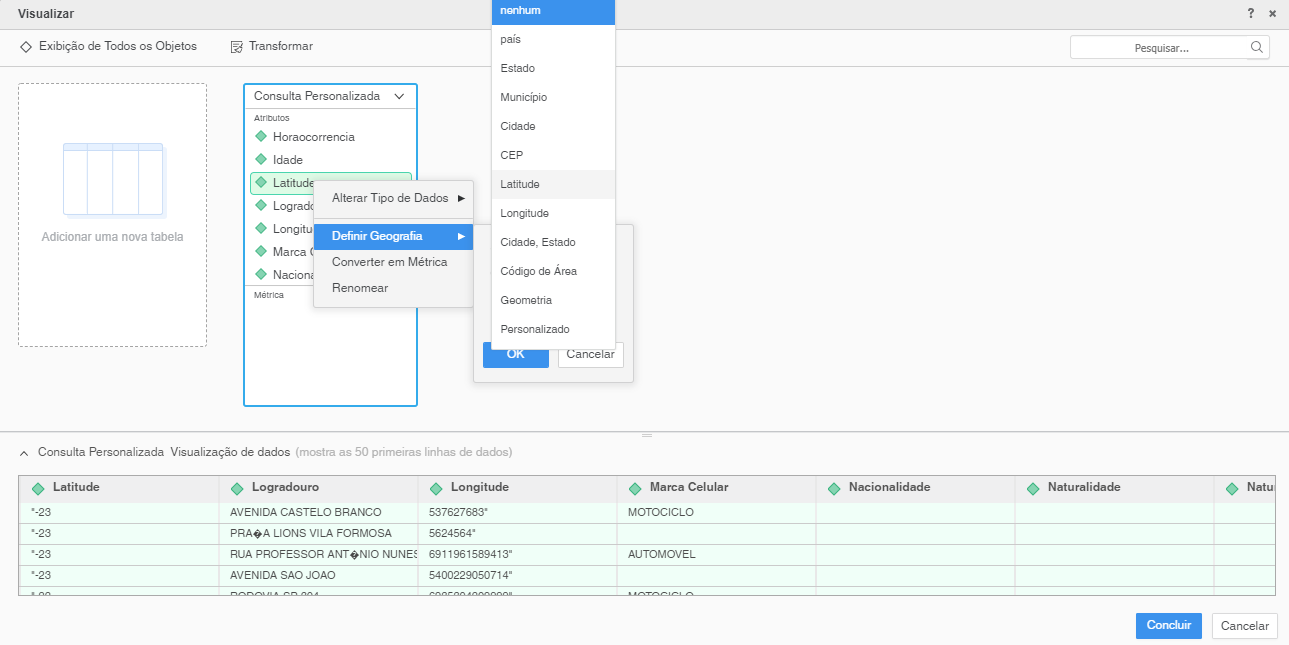 Visualizar
? ×
Exibição de Todos os Objetos
Transformar
Pesquisar...
Adicionar uma nova tabela
Consulta Personalizada
Atributos
Horaocorrencia
Idade
Latitude
Lograd
Longitu
Marca
Naciona
Métrica
Alterar Tipo de Dados
Definir Geografia
Converter em Métrica
Renomear
nenhum
país
Estado
Município
Cidade
CEP
Latitude
Longitude
Cidade, Estado
Código de Área
Geometria
Personalizado
OK
Cancelar
Consulta Personalizada Visualização de dados (mostra as 50 primeiras linhas de dados)
Latitude Logradouro Longitude Marca Celular Nacionalidade Naturalidade Natu
"-23 AVENIDA CASTELO BRANCO 537627683" MOTOCICLO
"-23 PRA�A LIONS VILA FORMOSA 5624564"
"-23 RUA PROFESSOR ANT�NIO NUNES 6911961589413" AUTOMOVEL
"-23 AVENIDA SAO JOAO 5400229050714"
Concluir
Cancelar